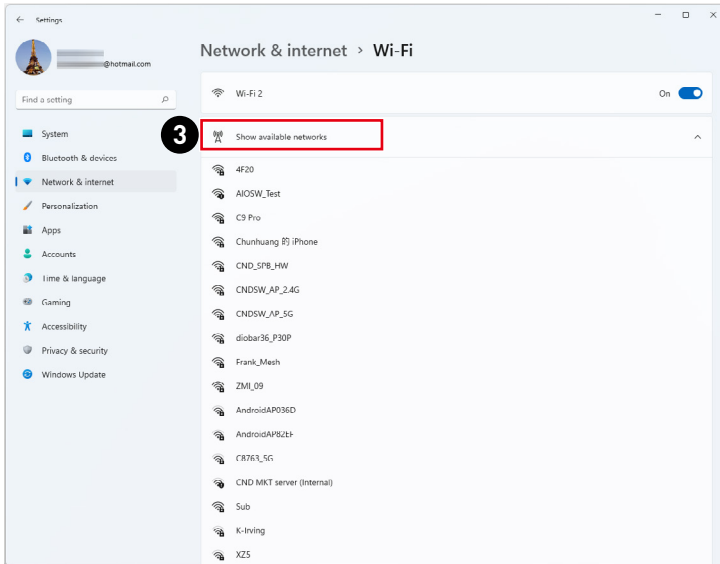 Settings
@hotmail.com
Find a setting
System
Bluetooth & devices
Network & internet
Personalization
Apps
Accounts
Time & language
Gaming
Accessibility
Privacy & security
Windows Update
Network & internet > Wi-Fi
Wi-Fi 2
On
3
Show available networks
4F20
AIOSW_Test
C9 Pro
Chunhuang 的 iPhone
CND_SPB_HW
CNDSW_AP_2.4G
CNDSW_AP_5G
diobar36_P30P
Frank_Mesh
ZMI_09
AndroidAP036D
AndroidAP82EF
C8763_5G
CND MKT server (Internal)
Sub
K-Irving
XZ5